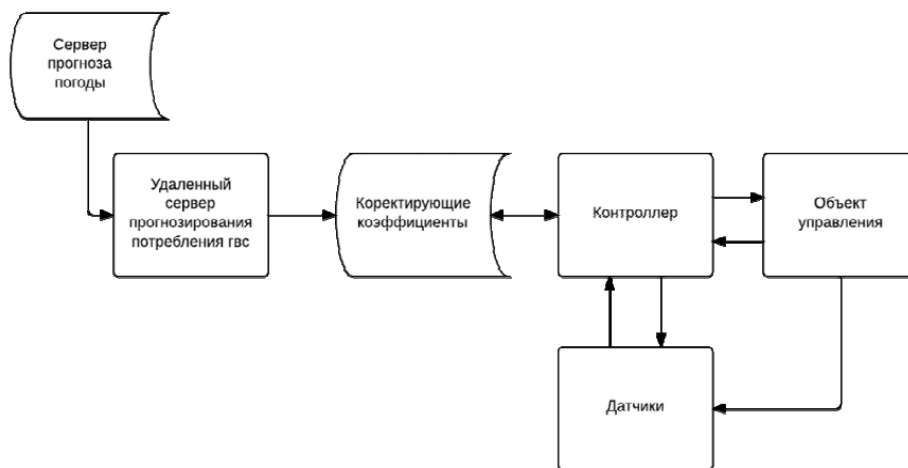 Сервер
прогноза
погоды
Удаленный
сервер
прогнозирования
потребления гвс
Коректирующие
коэффициенты
Контроллер
Объект
управления
Датчики